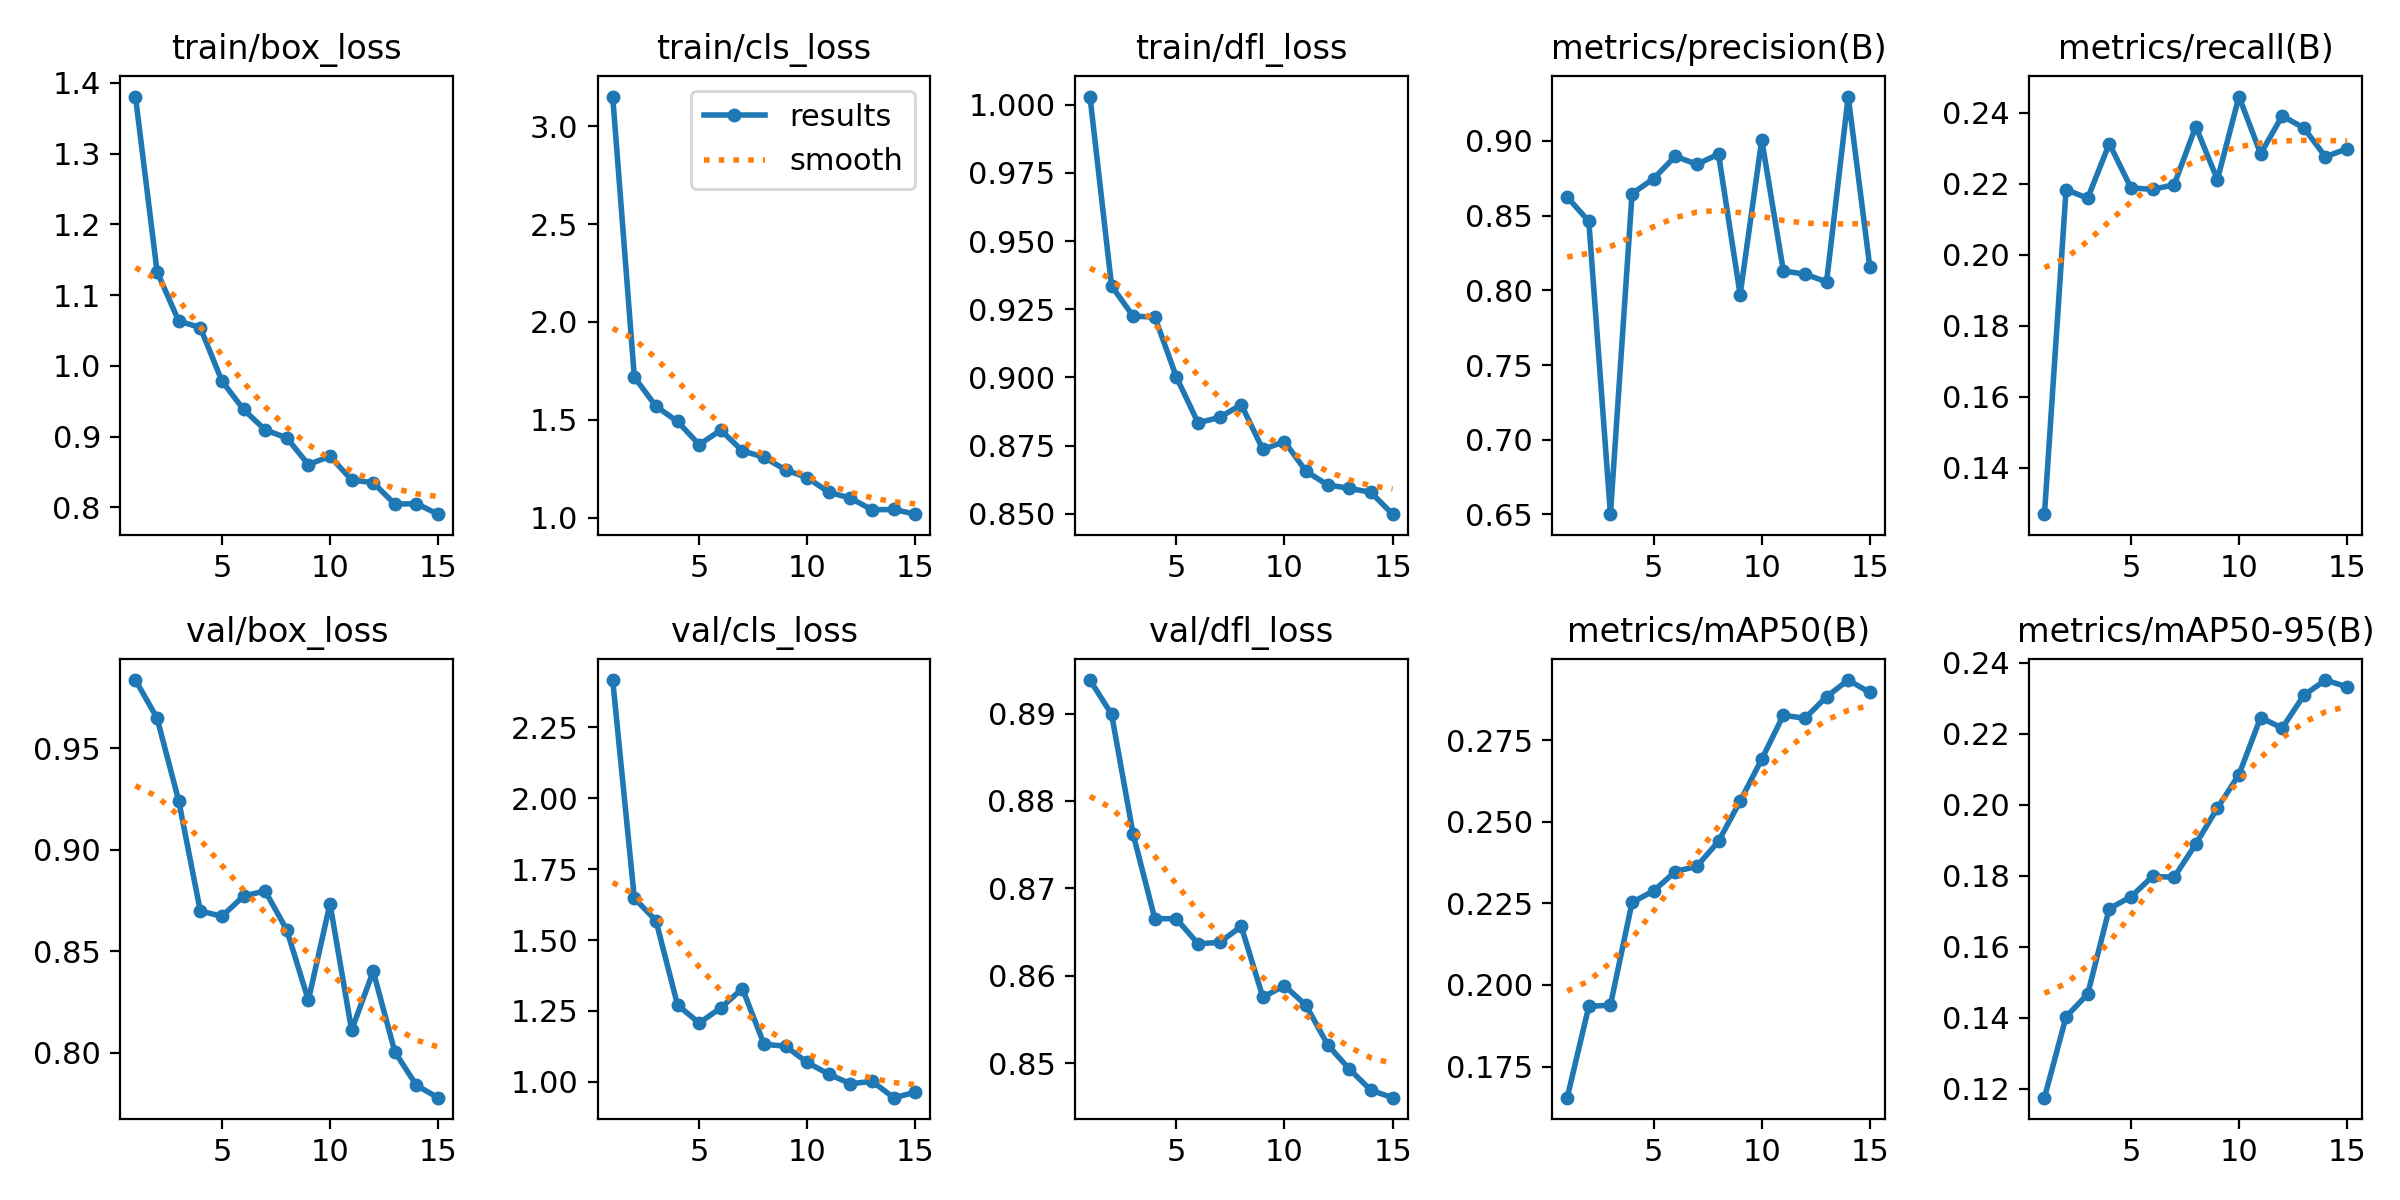 train/box_loss
1.4
1.3
1.2
1.1
1.0
0.9
0.8
5 10 15
train/cls_loss
results
smooth
3.0
2.5
2.0
1.5
1.0
5 10 15
train/dfl_loss
1.000
0.975
0.950
0.925
0.900
0.875
0.850
5 10 15
metrics/precision(B)
0.90
0.85
0.80
0.75
0.70
0.65
5 10 15
metrics/recall(B)
0.24
0.22
0.20
0.18
0.16
0.14
5 10 15
val/box_loss
0.95
0.90
0.85
0.80
5 10 15
val/cls_loss
2.25
2.00
1.75
1.50
1.25
1.00
5 10 15
val/dfl_loss
0.89
0.88
0.87
0.86
0.85
5 10 15
metrics/mAP50(B)
0.275
0.250
0.225
0.200
0.175
5 10 15
metrics/mAP50-95(B)
0.24
0.22
0.20
0.18
0.16
0.14
0.12
5 10 15